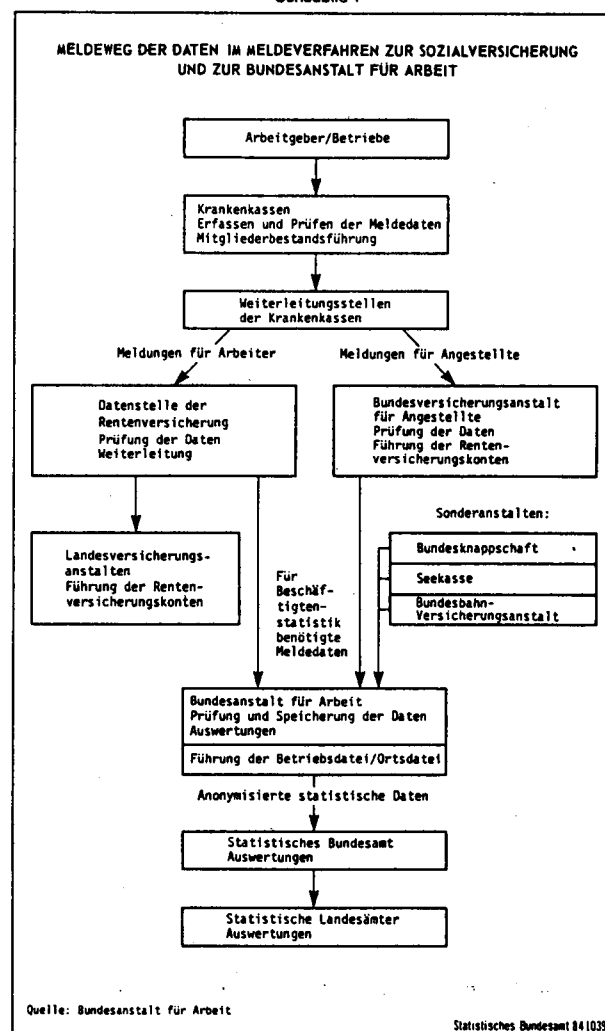 MELDEWEG DER DATEN IM MELDEVERFAHREN ZUR SOZIALVERSICHERUNG
UND ZUR BUNDESANSTALT FÜR ARBEIT
Arbeitgeber/Betriebe
Krankenkassen
Erfassen und Prüfen der Meldedaten
Mitgliederbestandsführung
Weiterleitungsstellen
der Krankenkassen
Meldungen für Arbeiter
Meldungen für Angestellte
Datenstelle der
Rentenversicherung
Prüfung der Daten
Weiterleitung
Bundesversicherungsanstalt
für Angestellte
Prüfung der Daten
Führung der Renten-
versicherungskonten
Landesversicherungs-
anstalten
Führung der Renten-
versicherungskonten
Für
Beschäf-
tigten-
statistik
benötigte
Meldedaten
Sonderanstalten:
Bundesknappschaft
Seekasse
Bundesbahn-
Versicherungsanstalt
Bundesanstalt für Arbeit
Prüfung und Speicherung der Daten
Auswertungen
Führung der Betriebsdatei/Ortsdatei
Anonymisierte statistische Daten
Statistisches Bundesamt
Auswertungen
Statistische Landesämter
Auswertungen
Quelle: Bundesanstalt für Arbeit
Statistisches Bundesamt 84 1039